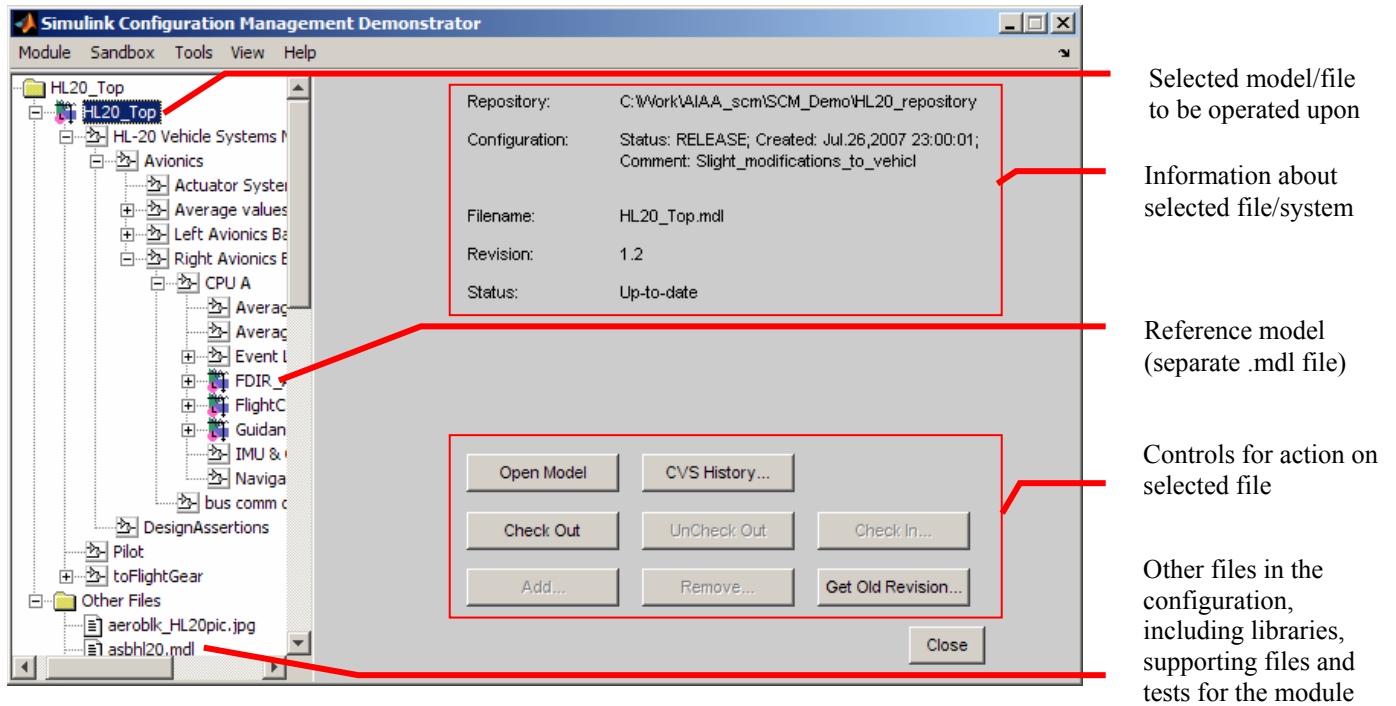 Simulink Configuration Management Demonstrator
Module Sandbox Tools View Help
HL20_Top
HL20_Top
HL-20 Vehicle Systems
Avionics
Actuator System
Average values
Left Avionics Ba
Right Avionics
CPU A
Averag
Averag
Event L
FDIR_
FlightC
Guidan
IMU &
Naviga
bus comm
DesignAssertions
Pilot
toFlightGear
Other Files
aeroblk_HL20pic.jpg
asbhl20.mdl
Repository: C:\Work\AIAA_scm\SCM_Demo\HL20_repository
Configuration: Status: RELEASE; Created: Jul.26,2007 23:00:01;
Comment: Slight_modifications_to_vehicl
Filename: HL20_Top.mdl
Revision: 1.2
Status: Up-to-date
Open Model CVS History...
Check Out UnCheck Out Check In...
Add... Remove... Get Old Revision...
Close
Selected model/file
to be operated upon
Information about
selected file/system
Reference model
(separate .mdl file)
Controls for action on
selected file
Other files in the
configuration,
including libraries,
supporting files and
tests for the module